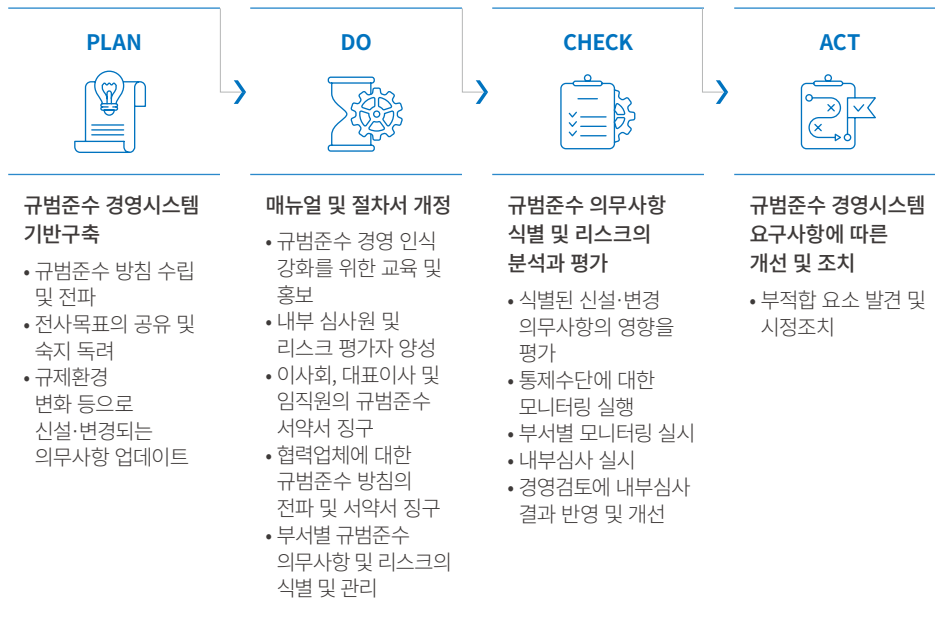 PLAN
규범준수 경영시스템
기반구축
• 규범준수 방침 수립
및 전파
• 전사목표의 공유 및
숙지 독려
• 규제환경
변화 등으로
신설·변경되는
의무사항 업데이트
DO
매뉴얼 및 절차서 개정
• 규범준수 경영 인식
강화를 위한 교육 및
홍보
• 내부 심사원 및
리스크 평가자 양성
• 이사회, 대표이사 및
임직원의 규범준수
서약서 징구
• 협력업체에 대한
규범준수 방침의
전파 및 서약서 징구
• 부서별 규범준수
의무사항 및 리스크의
식별 및 관리
CHECK
규범준수 의무사항
식별 및 리스크의
분석과 평가
• 식별된 신설·변경
의무사항의 영향을
평가
• 통제수단에 대한
모니터링 실행
• 부서별 모니터링 실시
• 내부심사 실시
• 경영검토에 내부심사
결과 반영 및 개선
ACT
규범준수 경영시스템
요구사항에 따른
개선 및 조치
• 부적합 요소 발견 및
시정조치